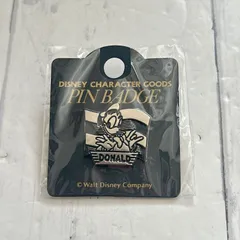 DISNEY CHARACTER GOODS
PIN BADGE
DONALD
© Walt Disney Company